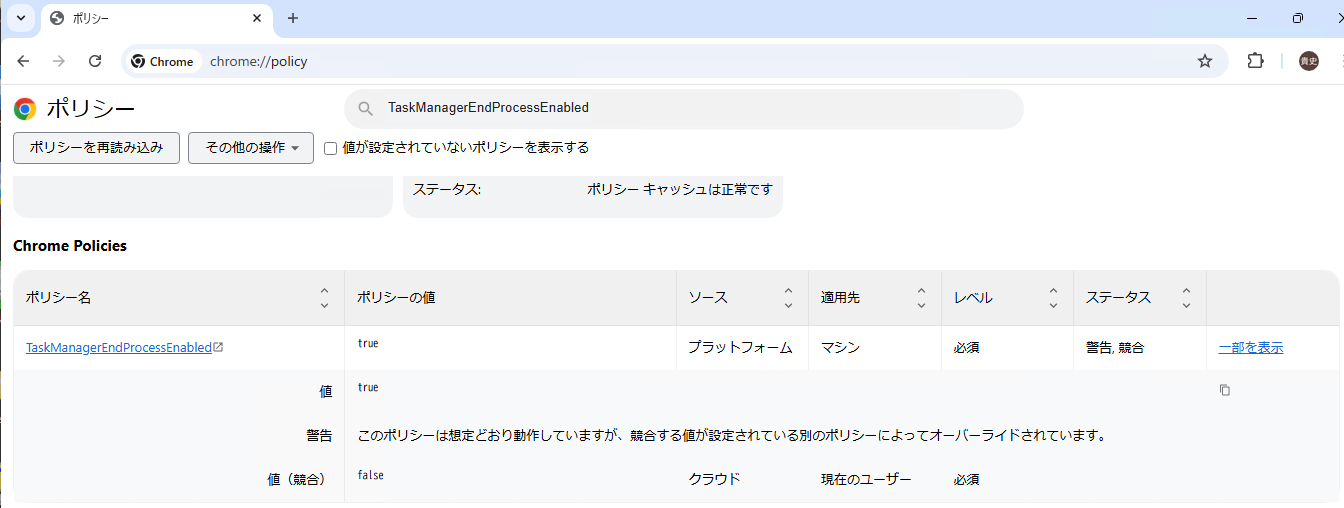 ポリシー
Chrome chrome://policy 貴史
ポリシー TaskManagerEndProcessEnabled
ポリシーを再読み込み その他の操作 値が設定されていないポリシーを表示する
ステータス: ポリシー キャッシュは正常です
Chrome Policies
ポリシー名 ポリシーの値 ソース 適用先 レベル ステータス
TaskManagerEndProcessEnabled true プラットフォーム マシン 必須 警告, 競合 一部を表示
値 true
警告 このポリシーは想定どおり動作していますが、競合する値が設定されている別のポリシーによってオーバーライドされています。
値（競合） false クラウド 現在のユーザー 必須